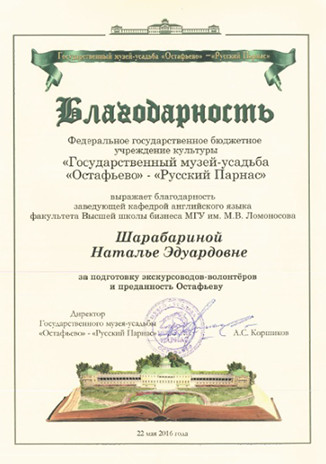 Государственный музей-усадьба «Остафьево» – «Русский Парнас»
Благодарность
Федеральное государственное бюджетное
учреждение культуры
«Государственный музей-усадьба
«Остафьево» - «Русский Парнас»
выражает благодарность
заведующей кафедрой английского языка
факультета Высшей школы бизнеса МГУ им. М.В. Ломоносова
Шарабариной
Наталье Эдуардовне
за подготовку экскурсоводов-волонтёров
и преданность Остафьеву
Директор
Государственного музея-усадьбы
«Остафьево» - «Русский Парнас»
А.С. Коршиков
22 мая 2016 года